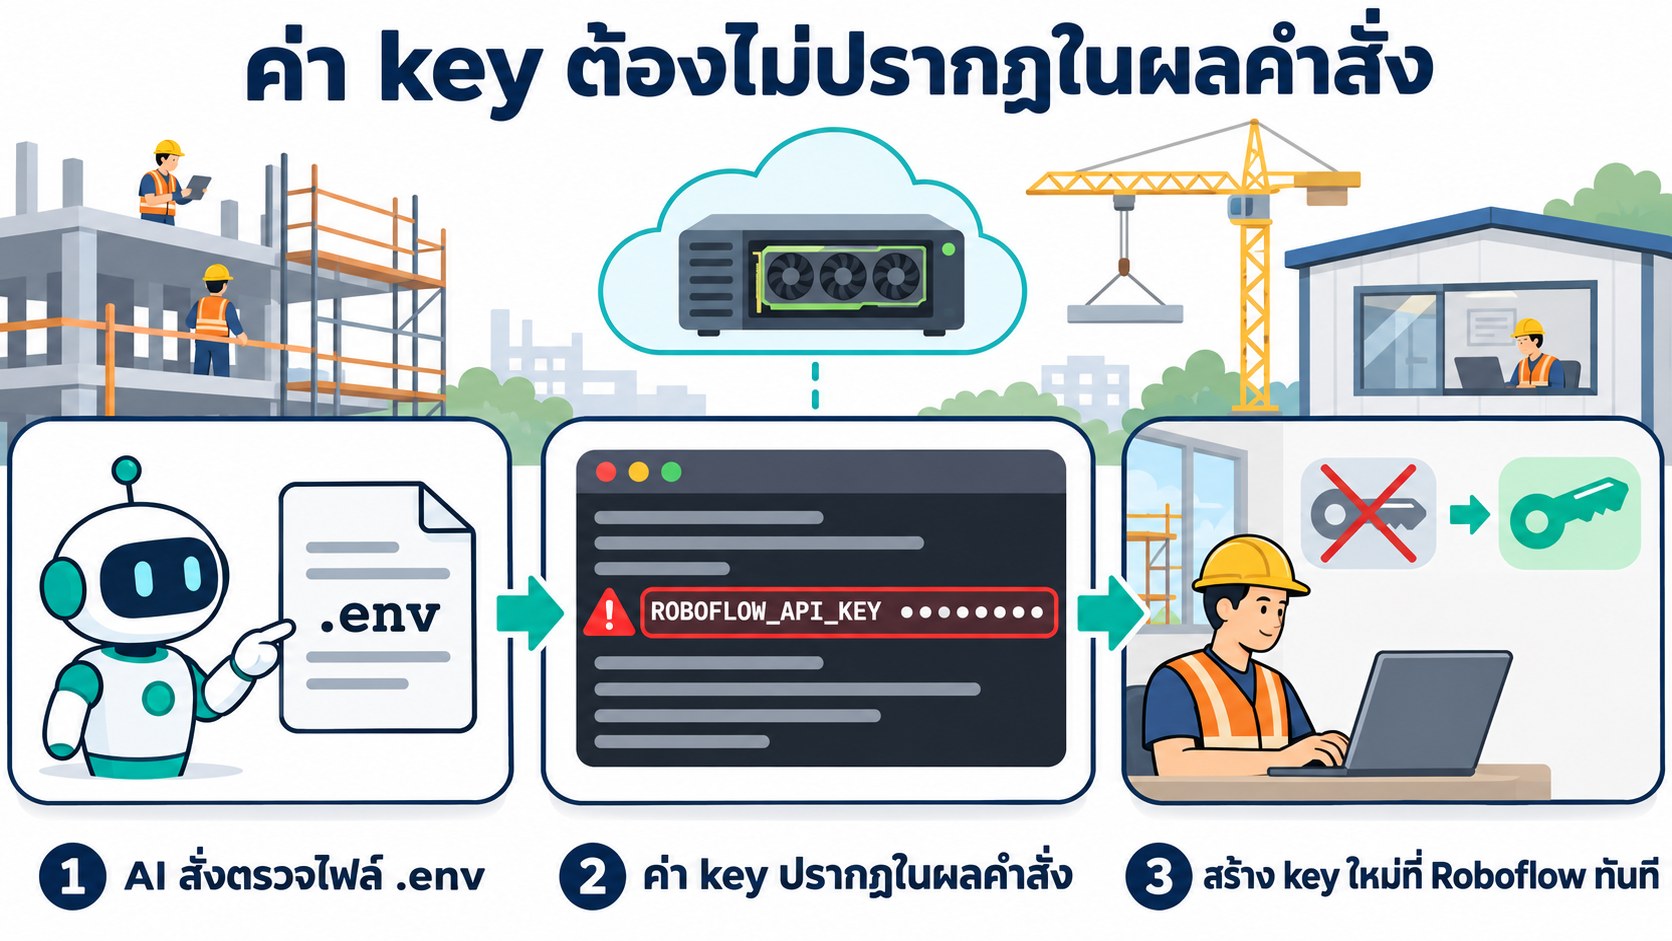 ค่า key ต้องไม่ปรากฏในผลคำสั่ง
.env
ROBOFLOW_API_KEY ●●●●●●●●
1 AI สั่งตรวจไฟล์ .env
2 ค่า key ปรากฏในผลคำสั่ง
3 สร้าง key ใหม่ที่ Roboflow ทันที